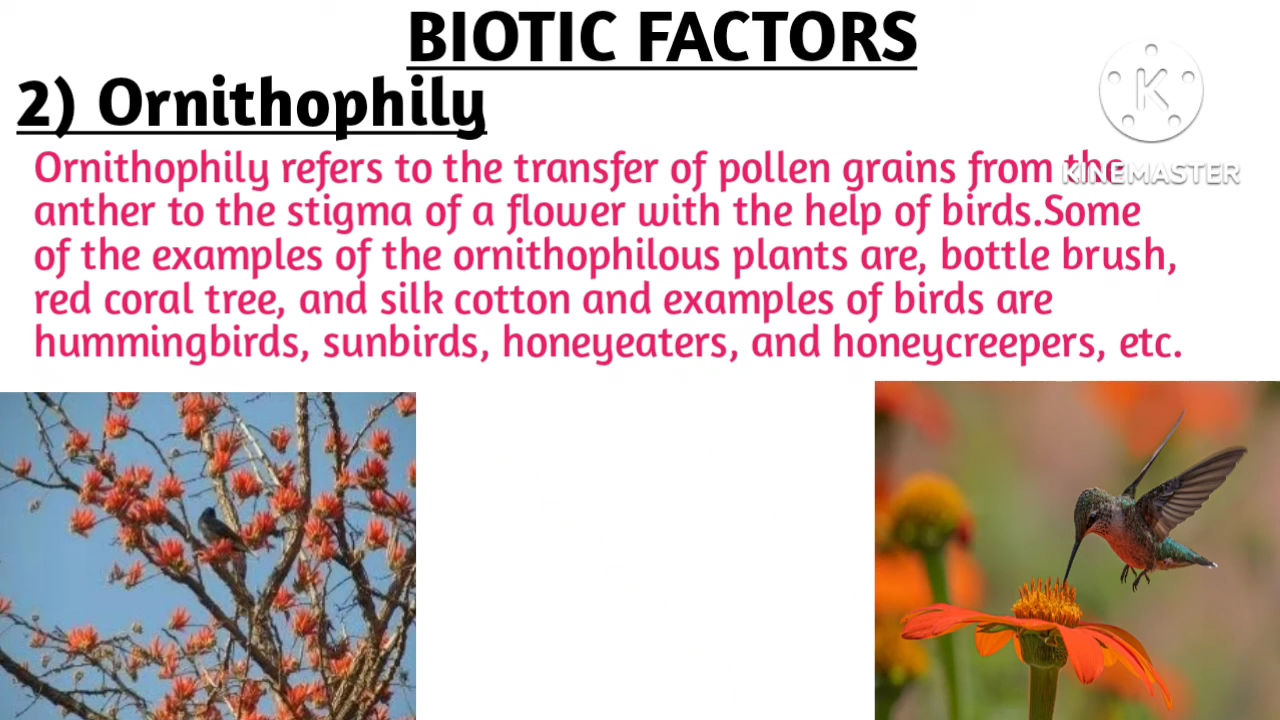 BIOTIC FACTORS
2) Ornithophily
Ornithophily refers to the transfer of pollen grains from the
anther to the stigma of a flower with the help of birds.Some
of the examples of the ornithophilous plants are, bottle brush,
red coral tree, and silk cotton and examples of birds are
hummingbirds, sunbirds, honeyeaters, and honeycreepers, etc.
K
KINEMASTER